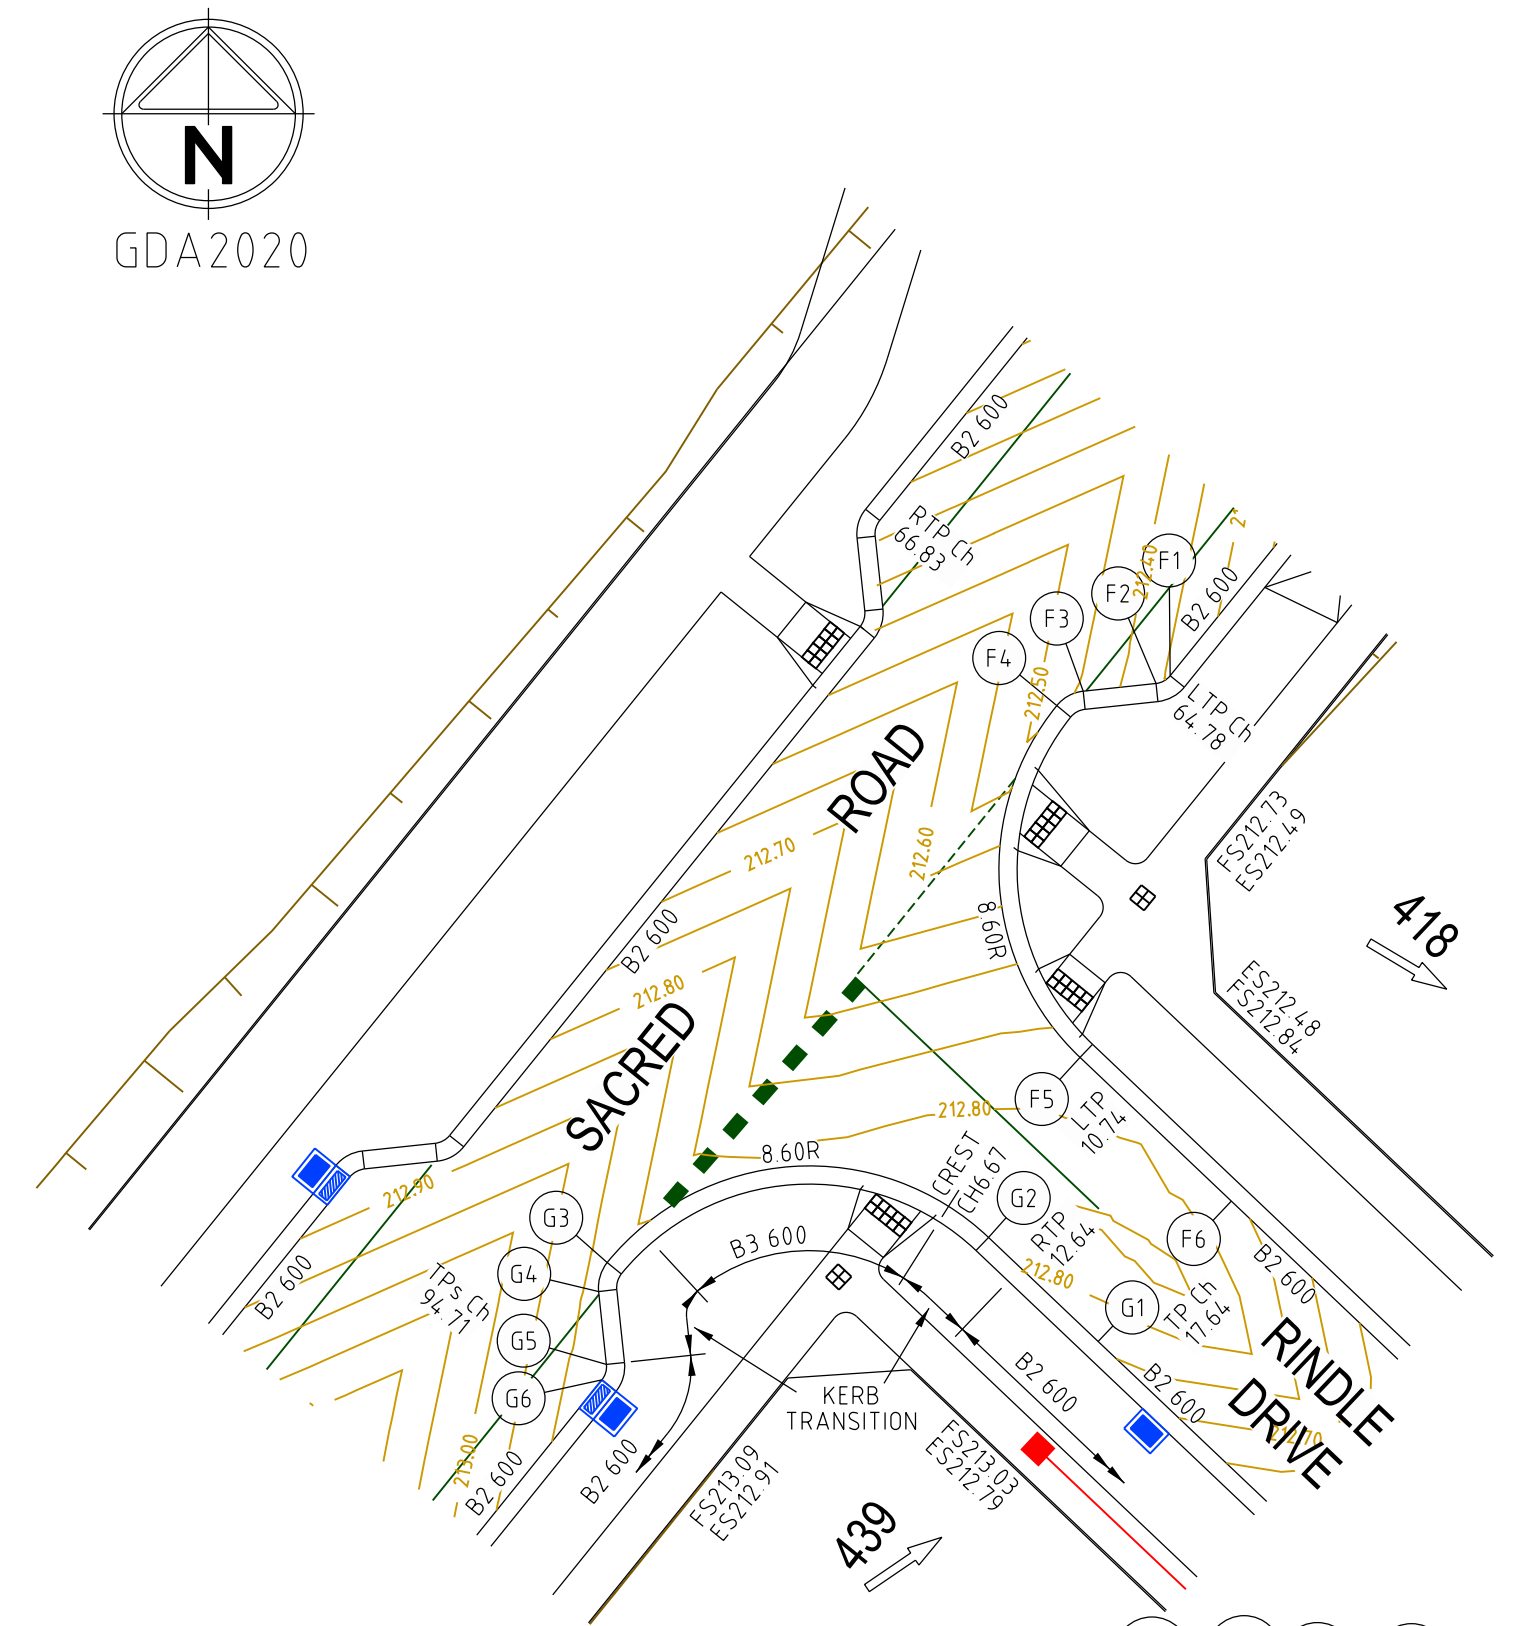 N
GDA2020
B2 600
RTP Ch
66.83
F1
F2
F3
F4
212.40
B2 600
212.50
LTP Ch
64.78
ROAD
212.70
212.60
FS212.73
ES212.49
418
8.60R
B2 600
212.80
SACRED
ES212.48
FS212.84
F5
LTP
10.74
212.80
8.60R
CREST
CH6.67
G2
RTP
12.64
F6
212.90
G3
B3 600
G4
TPs Ch
94.71
B2 600
212.80
G1
TP Ch
17.64
B2 600
RINDLE
DRIVE
G5
G6
KERB
TRANSITION
B2 600
B2 600
213.00
B2 600
B2 600
FS213.09
ES212.91
FS213.03
ES212.79
439